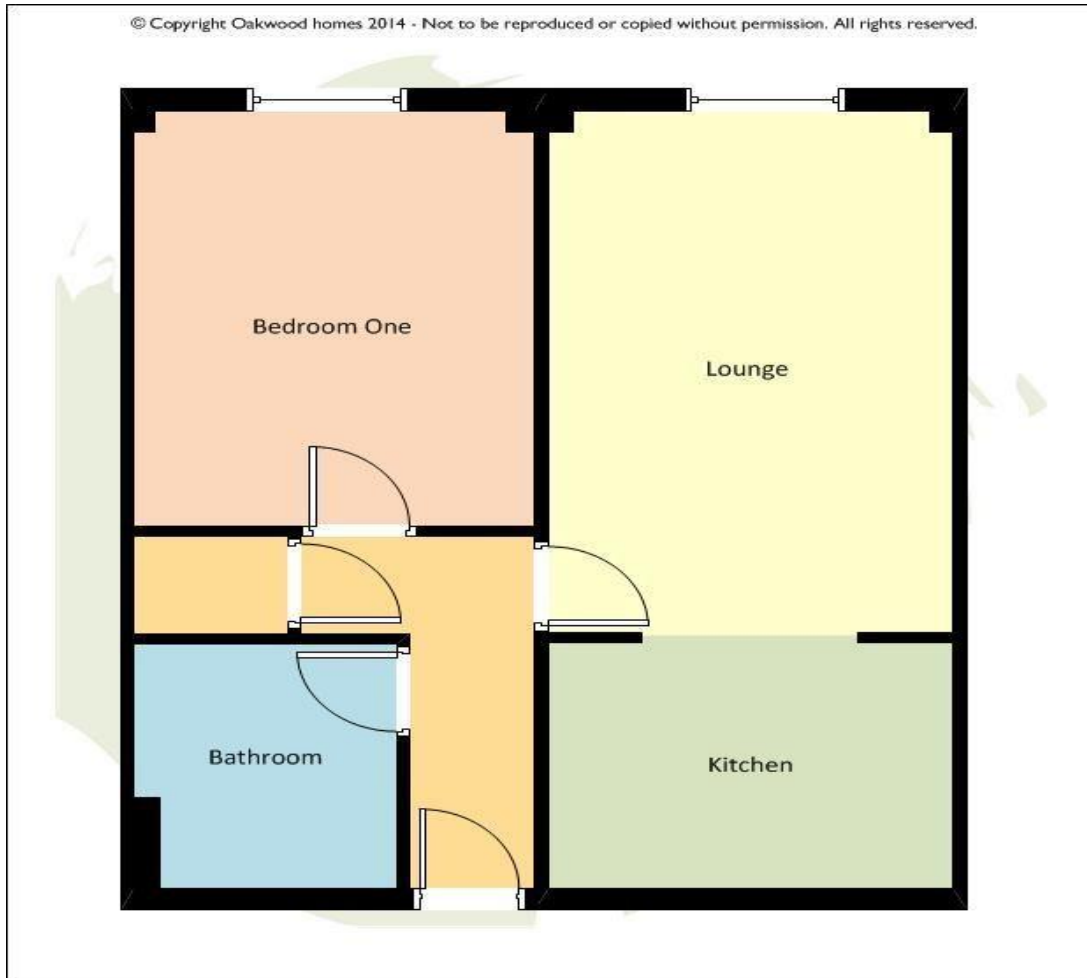 © Copyright Oakwood homes 2014 - Not to be reproduced or copied without permission. All rights reserved.
Bedroom One
Lounge
Bathroom
Kitchen